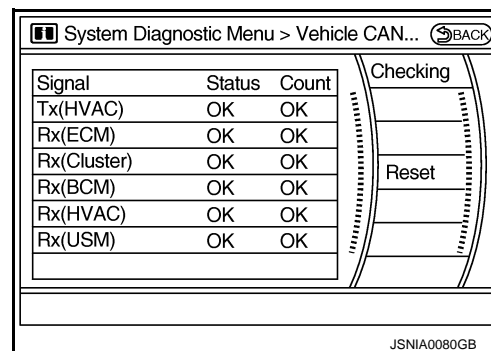 System Diagnostic Menu > Vehicle CAN... BACK
Signal Status Count
Tx(HVAC) OK OK
Rx(ECM) OK OK
Rx(Cluster) OK OK
Rx(BCM) OK OK
Rx(HVAC) OK OK
Rx(USM) OK OK
Checking
Reset
JSNIA0080GB